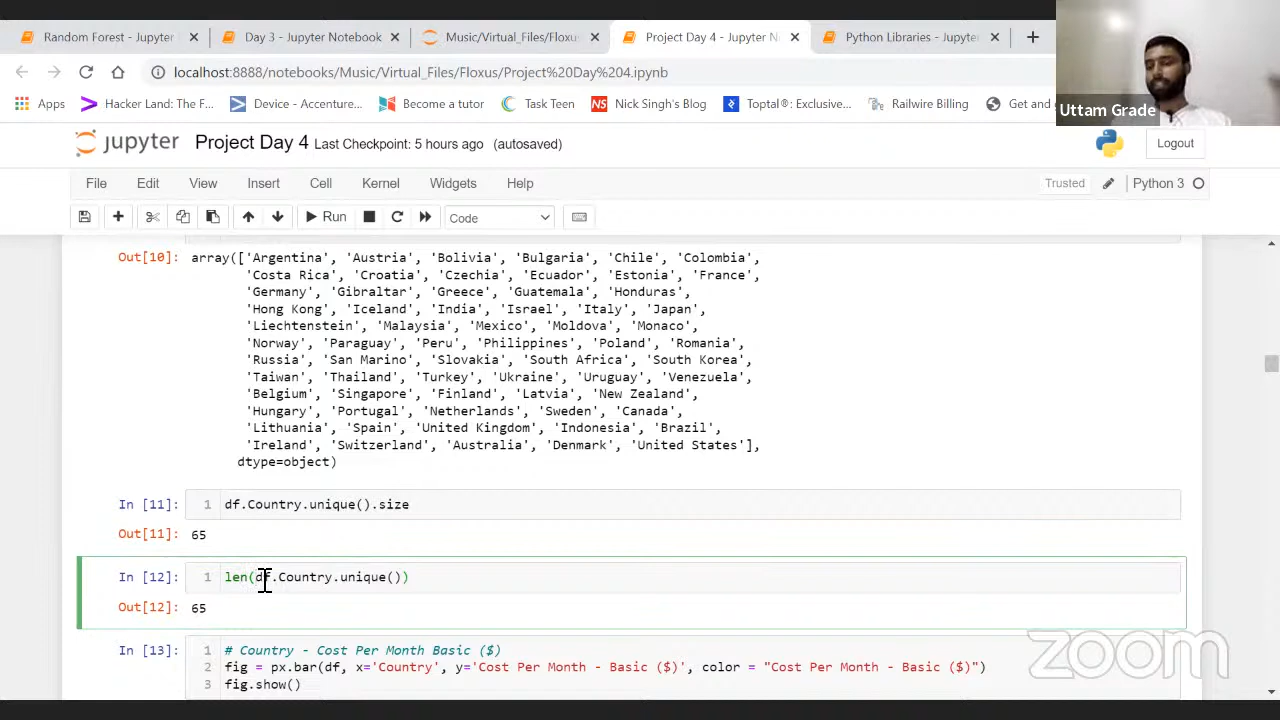 Random Forest - Jupyter
Day 3 - Jupyter Notebook
Music/Virtual_Files/Floxus
Project Day 4 - Jupyter N
Python Libraries - Jupyte
localhost:8888/notebooks/Music/Virtual_Files/Floxus/Project%20Day%204.ipynb
Apps
Hacker Land: The F...
Device - Accenture...
Become a tutor
Task Teen
NS Nick Singh's Blog
Toptal®: Exclusive...
Railwire Billing
Get and
Uttam Grade
jupyter Project Day 4 Last Checkpoint: 5 hours ago (autosaved)
Logout
File Edit View Insert Cell Kernel Widgets Help
Trusted Python 3
Run Code
Out[10]: array(['Argentina', 'Austria', 'Bolivia', 'Bulgaria', 'Chile', 'Colombia',
'Costa Rica', 'Croatia', 'Czechia', 'Ecuador', 'Estonia', 'France',
'Germany', 'Gibraltar', 'Greece', 'Guatemala', 'Honduras',
'Hong Kong', 'Iceland', 'India', 'Israel', 'Italy', 'Japan',
'Liechtenstein', 'Malaysia', 'Mexico', 'Moldova', 'Monaco',
'Norway', 'Paraguay', 'Peru', 'Philippines', 'Poland', 'Romania',
'Russia', 'San Marino', 'Slovakia', 'South Africa', 'South Korea',
'Taiwan', 'Thailand', 'Turkey', 'Ukraine', 'Uruguay', 'Venezuela',
'Belgium', 'Singapore', 'Finland', 'Latvia', 'New Zealand',
'Hungary', 'Portugal', 'Netherlands', 'Sweden', 'Canada',
'Lithuania', 'Spain', 'United Kingdom', 'Indonesia', 'Brazil',
'Ireland', 'Switzerland', 'Australia', 'Denmark', 'United States'],
dtype=object)
In [11]: 1 df.Country.unique().size
Out[11]: 65
In [12]: 1 len(df.Country.unique())
Out[12]: 65
In [13]: 1 # Country - Cost Per Month Basic ($)
2 fig = px.bar(df, x='Country', y='Cost Per Month - Basic ($)', color = "Cost Per Month - Basic ($)")
3 fig.show()
zoom